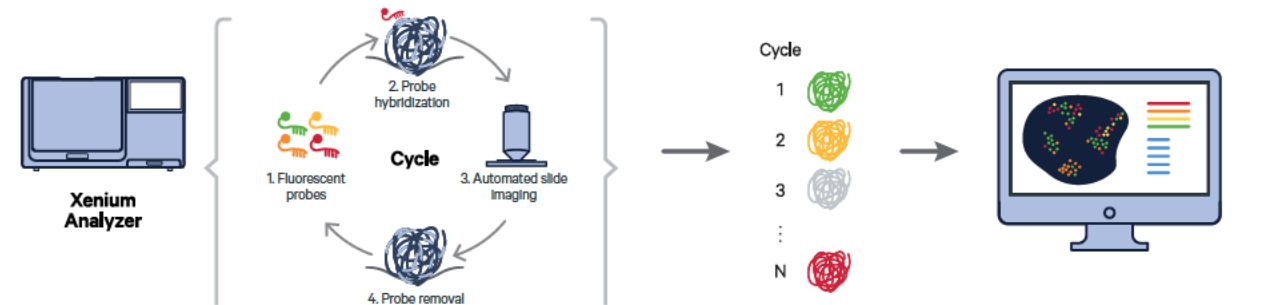 Xenium
Analyzer
1. Fluorescent
probes
2. Probe
hybridization
Cycle
3. Automated slide
imaging
4. Probe removal
Cycle
1
2
3
⋮
N